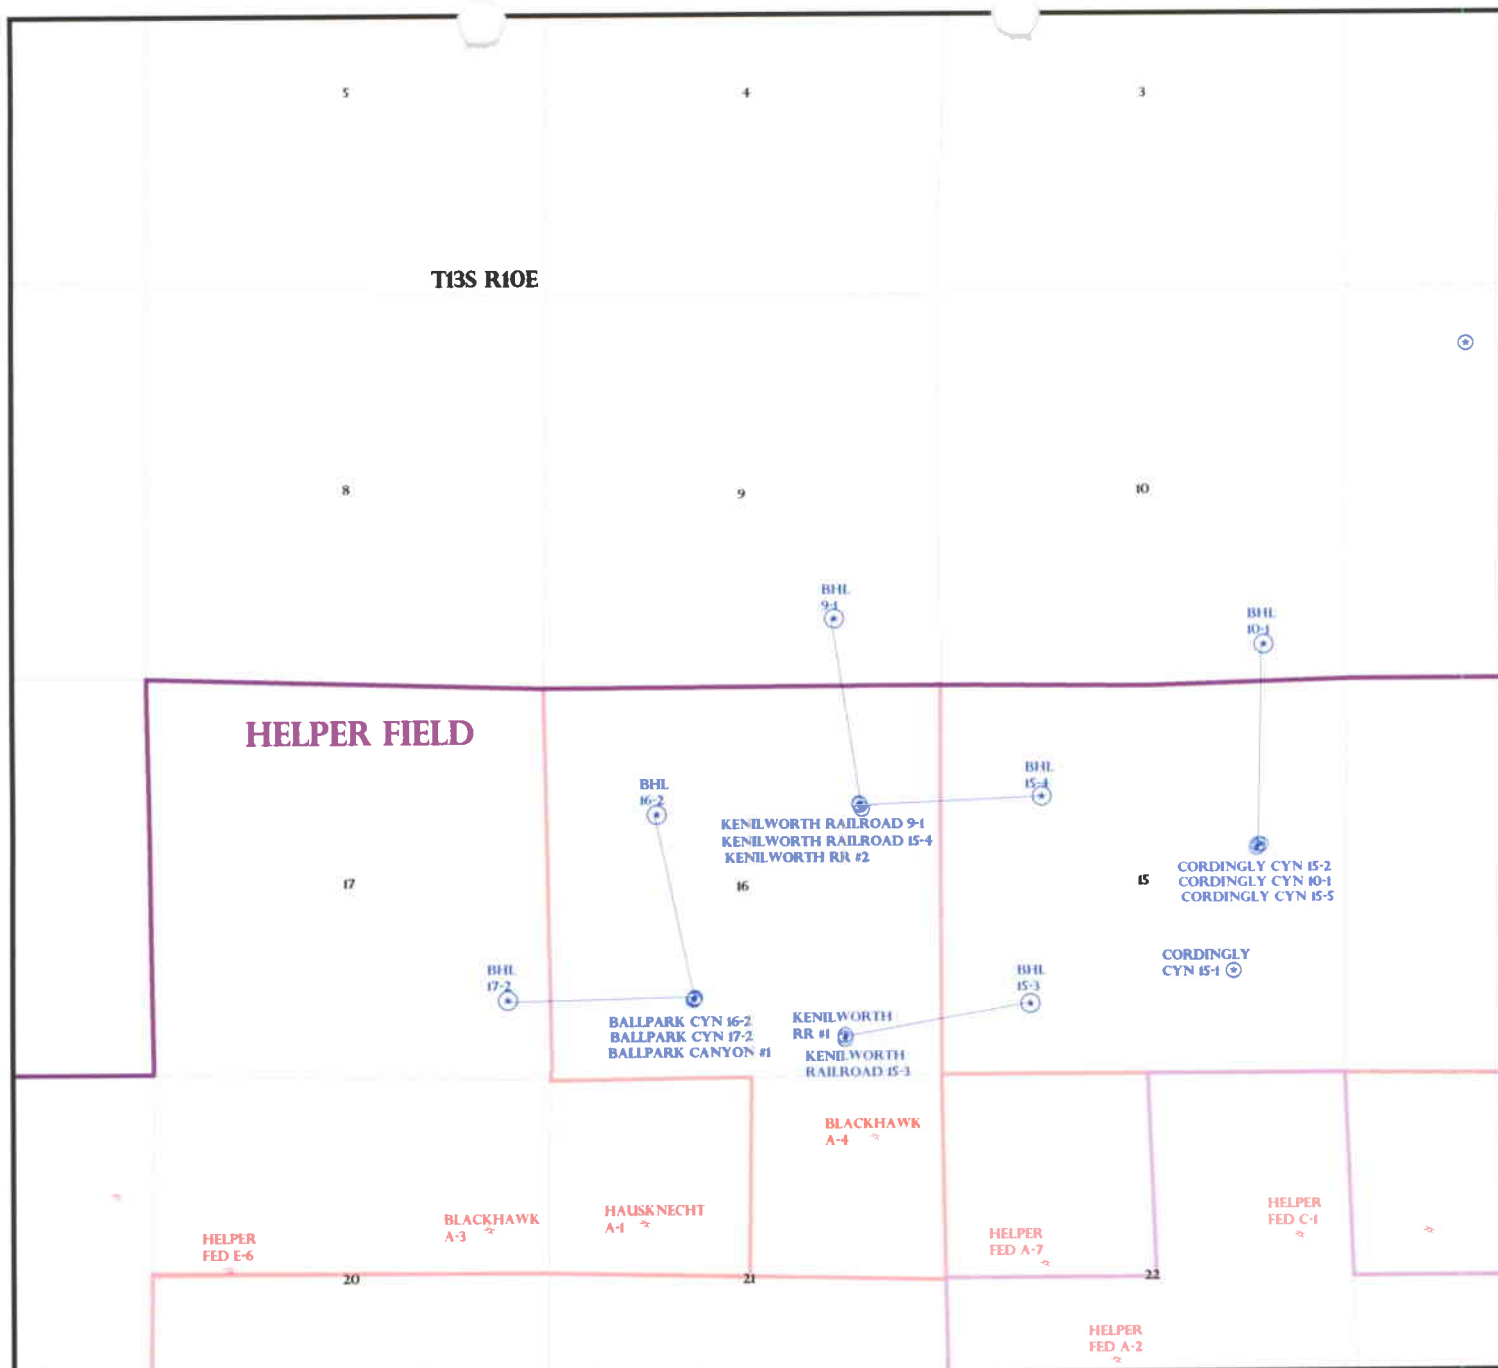 5
4
3
T13S R10E
8
9
10
BHL
9-1
BHL
10-1
HELPER FIELD
BHL
16-2
BHL
15-4
KENILWORTH RAILROAD 9-1
KENILWORTH RAILROAD 15-4
KENILWORTH RR #2
CORDINGLY CYN 15-2
CORDINGLY CYN 10-1
CORDINGLY CYN 15-5
17
16
15
CORDINGLY
CYN 15-1
BHL
17-2
BHL
15-3
BALLPARK CYN 16-2
BALLPARK CYN 17-2
BALLPARK CANYON #1
KENILWORTH
RR #1
KENILWORTH
RAILROAD 15-3
BLACKHAWK
A-4
HELPER
FED E-6
BLACKHAWK
A-3
HAUSKNECHT
A-1
HELPER
FED A-7
HELPER
FED C-1
20
21
22
HELPER
FED A-2